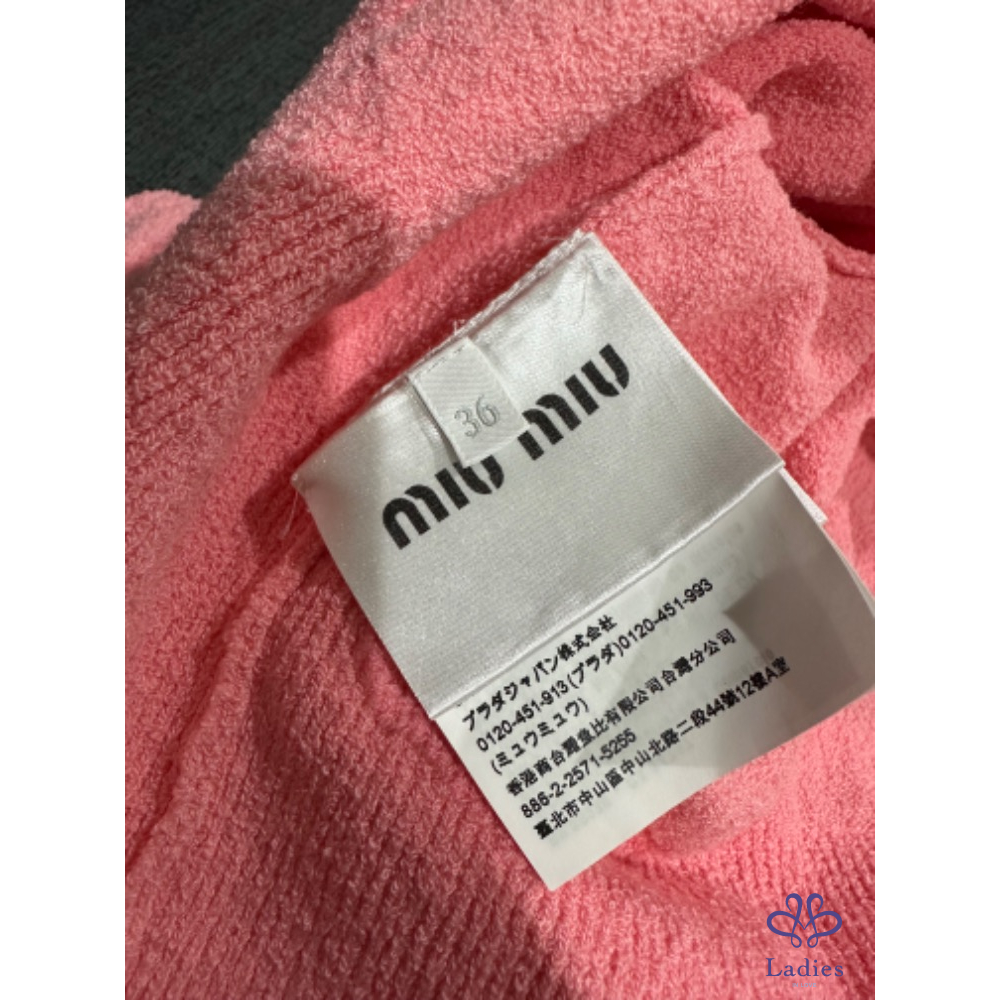 36
miu miu
プラダジャパン株式会社
0120-451-913(プラダ)0120-451-993
(ミュウミュウ)
香港商台灣普比有限公司台灣分公司
886-2-2571-5255
臺北市中山區中山北路二段44號12樓A室
Ladies